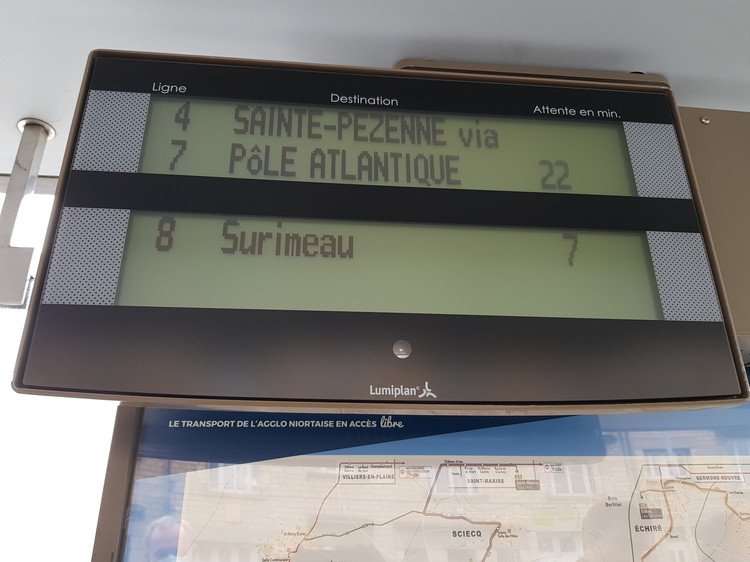 Ligne Destination Attente en min.
4 SAINTE-PEZENNE via
7 PôLE ATLANTIQUE 22
8 Surimeau 7
Lumiplan
LE TRANSPORT DE L'AGGLO NIORTAISE EN ACCÈS libre
VILLIERS-EN-PLAINE
SAINT-MAXIRE
GERMOND-ROUVRE
ÉCHIRÉ
SCIECQ